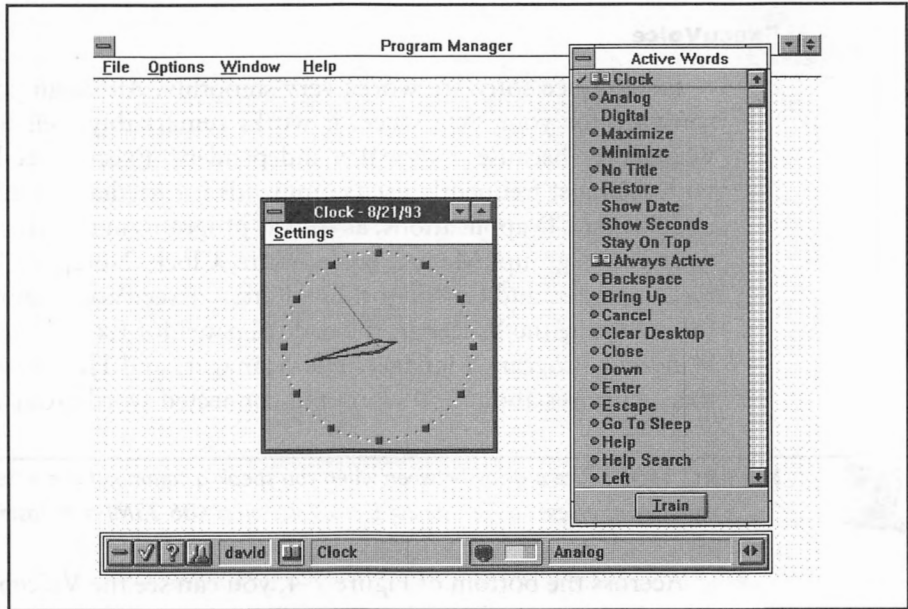 Program Manager
File Options Window Help
Active Words
Clock
Analog
Digital
Maximize
Minimize
No Title
Restore
Show Date
Show Seconds
Stay On Top
Always Active
Backspace
Bring Up
Cancel
Clear Desktop
Close
Down
Enter
Escape
Go To Sleep
Help
Help Search
Left
Train
Clock - 8/21/93
Settings
? david Clock Analog